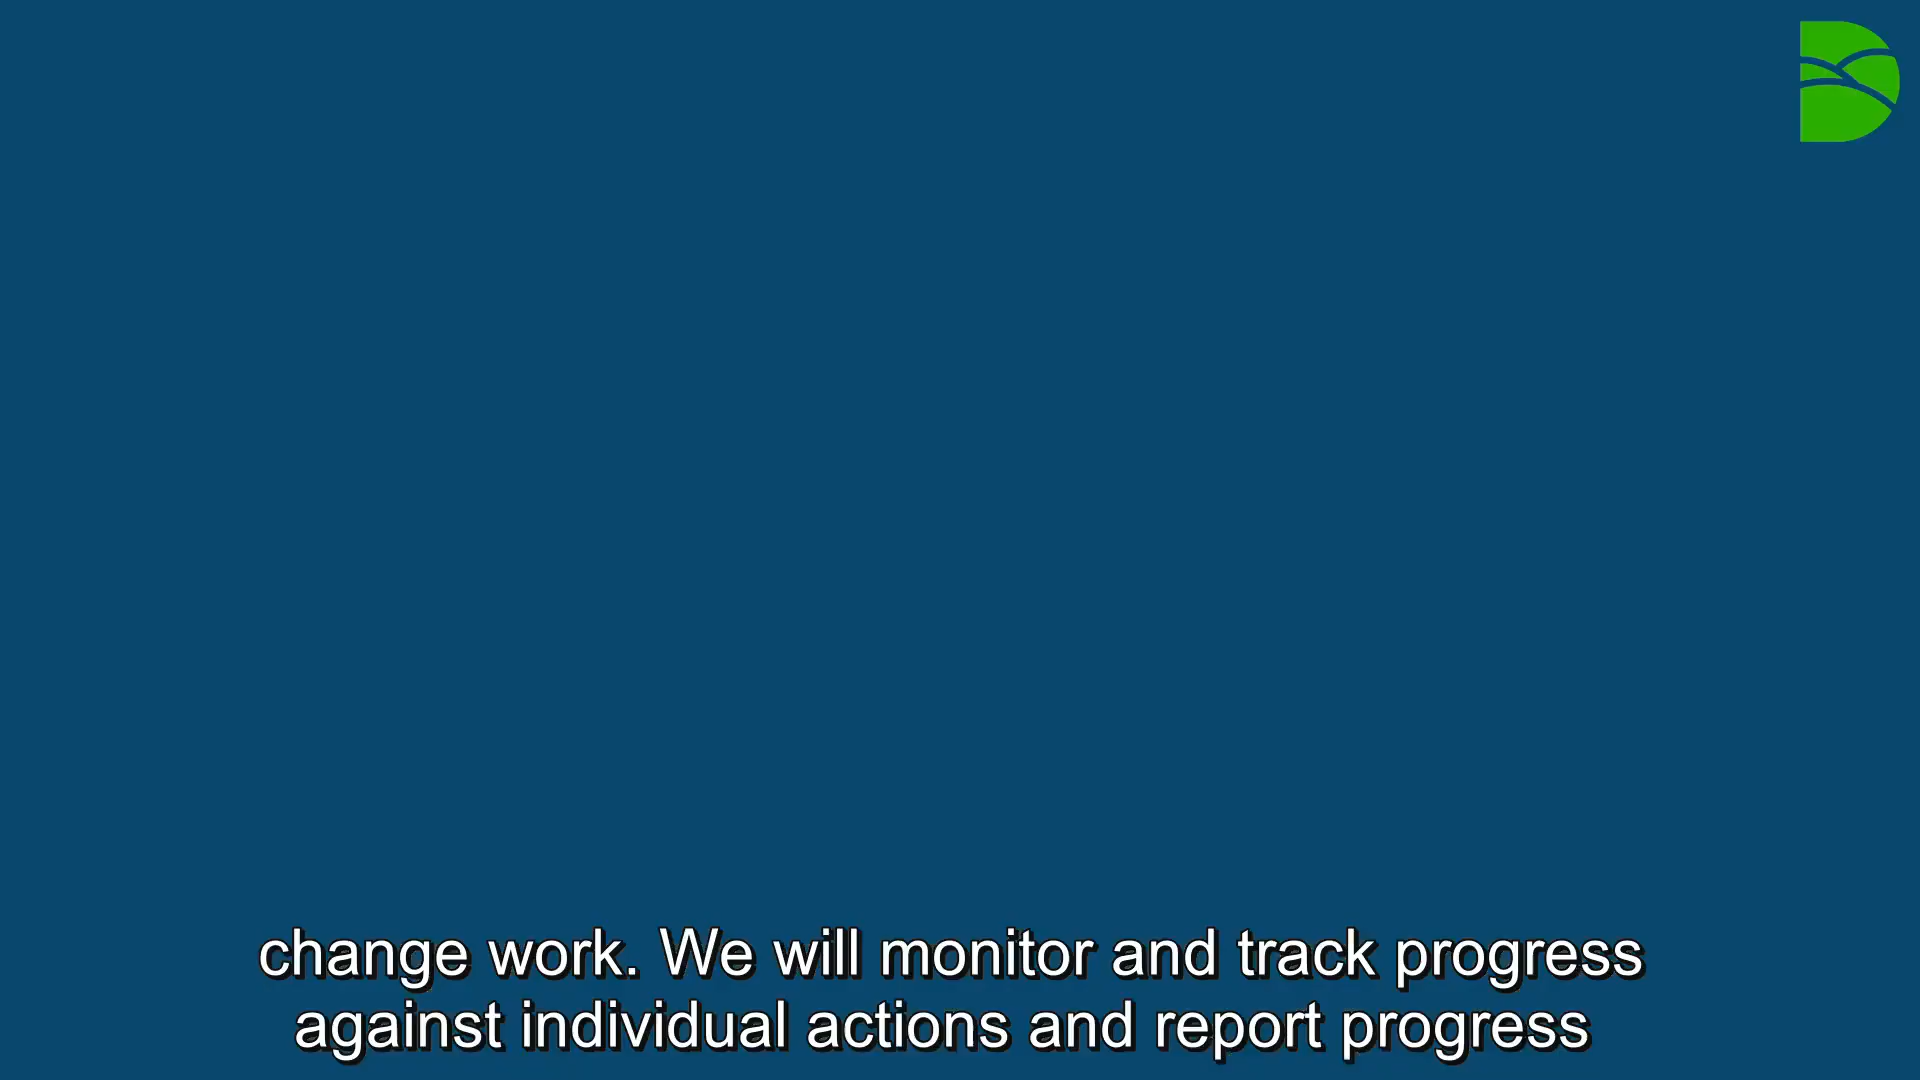 change work. We will monitor and track progress
against individual actions and report progress